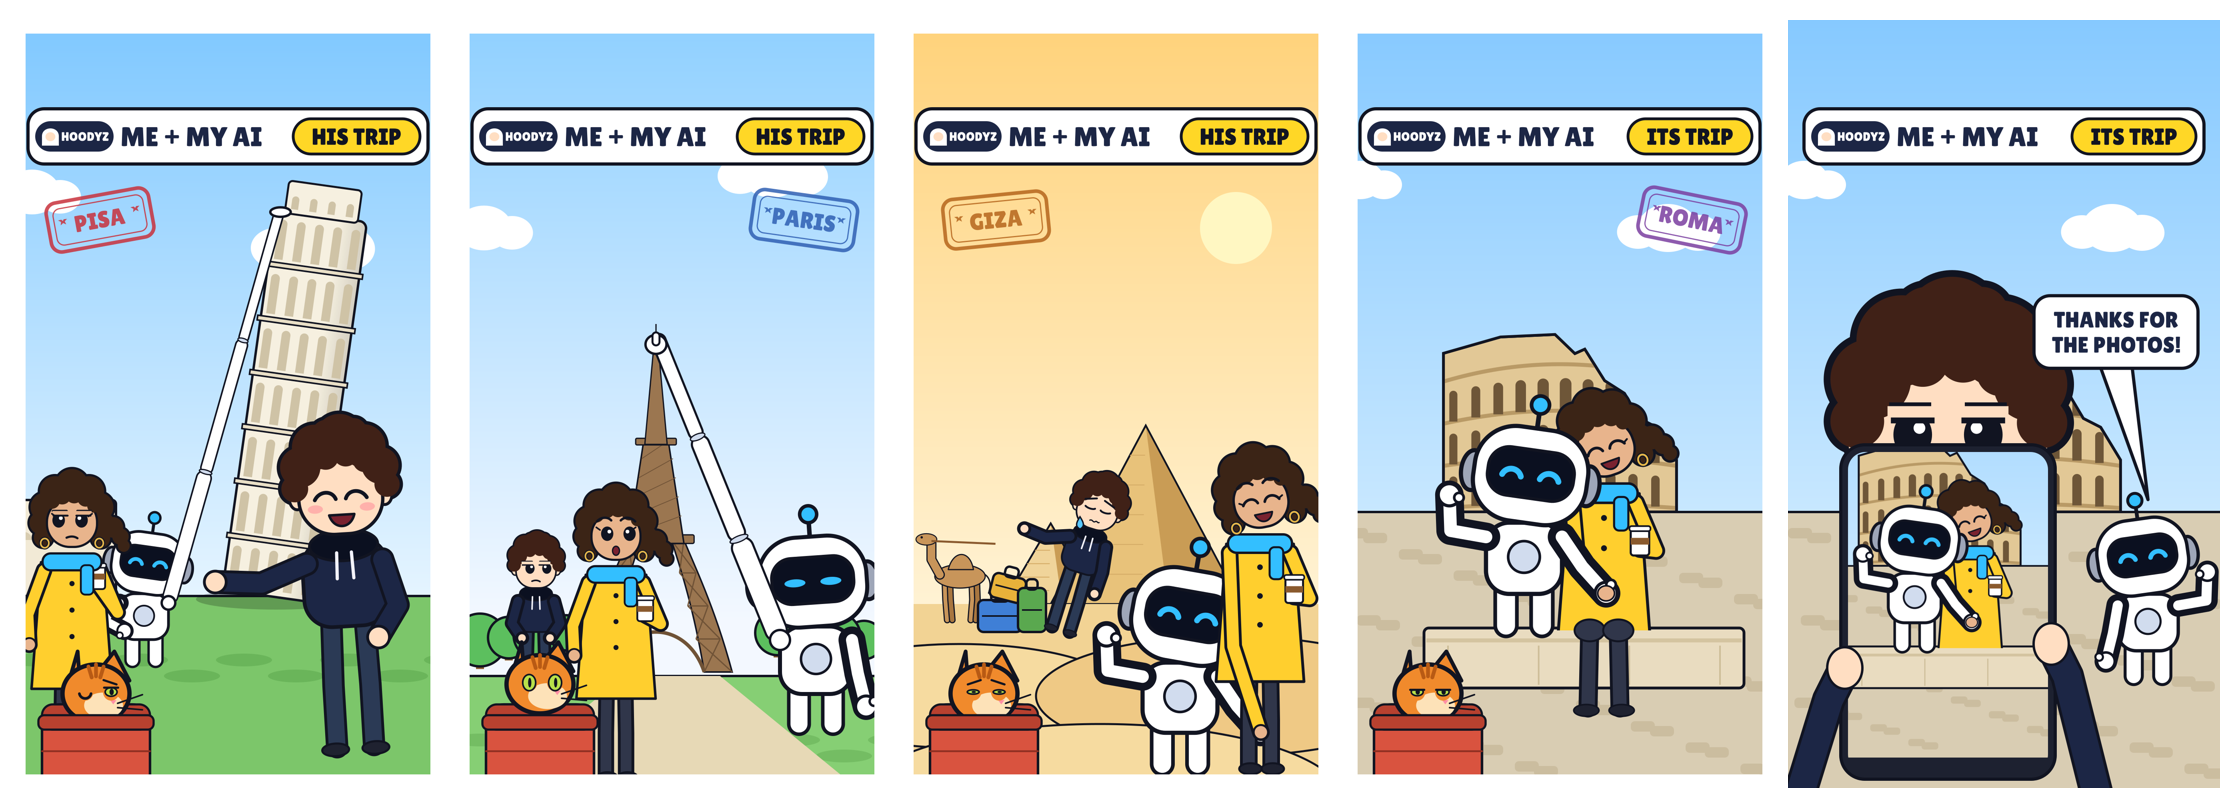 HOODYZ ME + MY AI HIS TRIP
PISA
HOODYZ ME + MY AI HIS TRIP
PARIS
HOODYZ ME + MY AI HIS TRIP
GIZA
HOODYZ ME + MY AI ITS TRIP
ROMA
HOODYZ ME + MY AI ITS TRIP
THANKS FOR
THE PHOTOS!